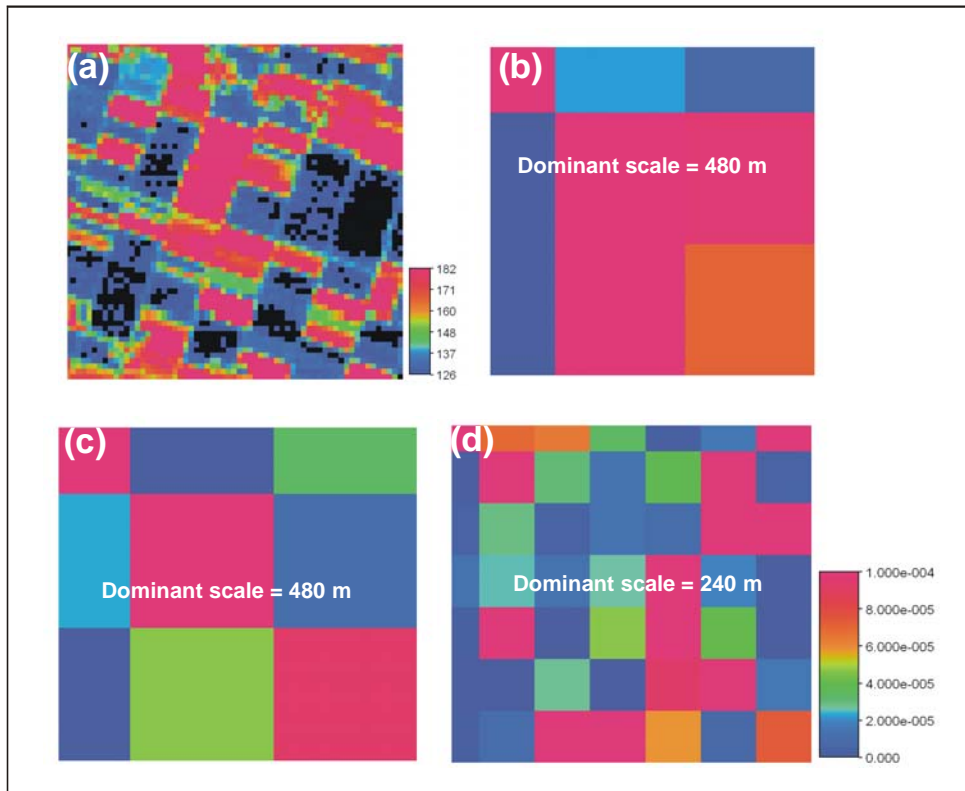 (a)
182
171
160
148
137
126
(b)
Dominant scale = 480 m
(c)
Dominant scale = 480 m
(d)
Dominant scale = 240 m
1.000e-004
8.000e-005
6.000e-005
4.000e-005
2.000e-005
0.000